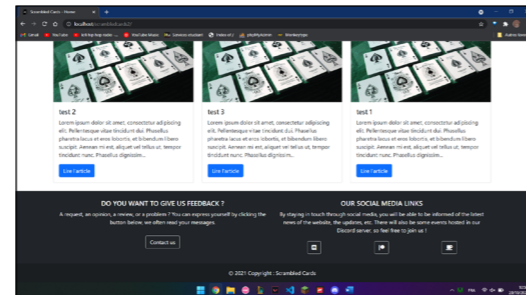 Scrambled Cards - Home
localhost/scrambledcards2/
Gmail YouTube YouTube Music phpMyAdmin Monkeytype
test 2
Lorem ipsum dolor sit amet, consectetur adipiscing
elit. Pellentesque vitae tincidunt dui. Phasellus
pharetra lacus et eros lobortis, et bibendum libero
suscipit. Aenean mi est, aliquet vel tellus ut, tempor
tincidunt nunc. Phasellus dignissim...
Lire l'article
test 3
Lorem ipsum dolor sit amet, consectetur adipiscing
elit. Pellentesque vitae tincidunt dui. Phasellus
pharetra lacus et eros lobortis, et bibendum libero
suscipit. Aenean mi est, aliquet vel tellus ut, tempor
tincidunt nunc. Phasellus dignissim...
Lire l'article
test 1
Lorem ipsum dolor sit amet, consectetur adipiscing
elit. Pellentesque vitae tincidunt dui. Phasellus
pharetra lacus et eros lobortis, et bibendum libero
suscipit. Aenean mi est, aliquet vel tellus ut, tempor
tincidunt nunc. Phasellus dignissim...
Lire l'article
DO YOU WANT TO GIVE US FEEDBACK ?
A request, an opinion, a review, or a problem ? You can express yourself by clicking the
button below, we often read your messages.
Contact us
OUR SOCIAL MEDIA LINKS
By staying in touch through social media, you will be able to be informed of the latest
news of the website, the updates, etc. There will also be some events hosted in our
Discord server, so feel free to join us !
© 2021 Copyright : Scrambled Cards